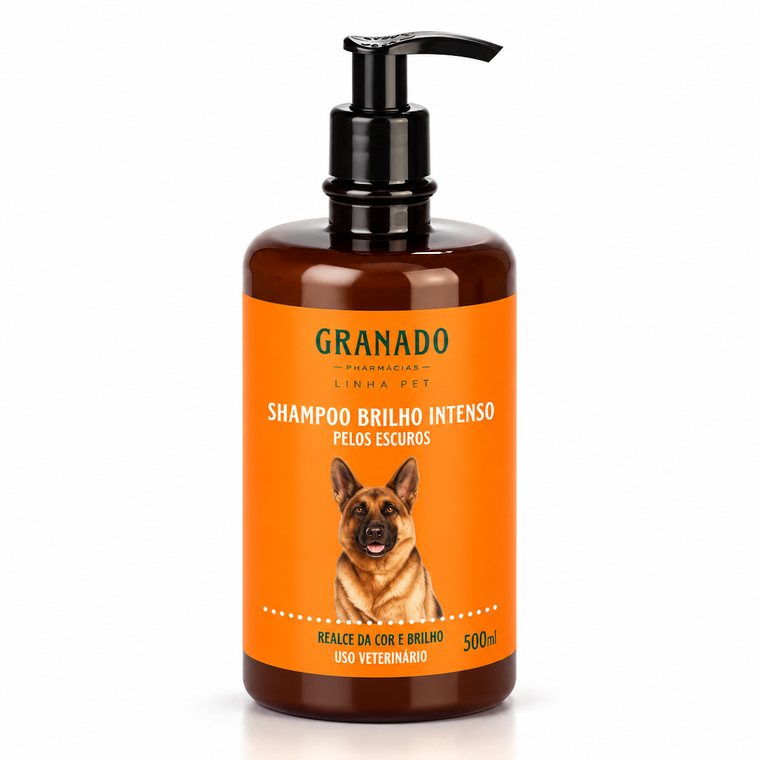 GRANADO
PHARMÁCIAS
LINHA PET
SHAMPOO BRILHO INTENSO
PELOS ESCUROS
REALCE DA COR E BRILHO
500ml
USO VETERINÁRIO